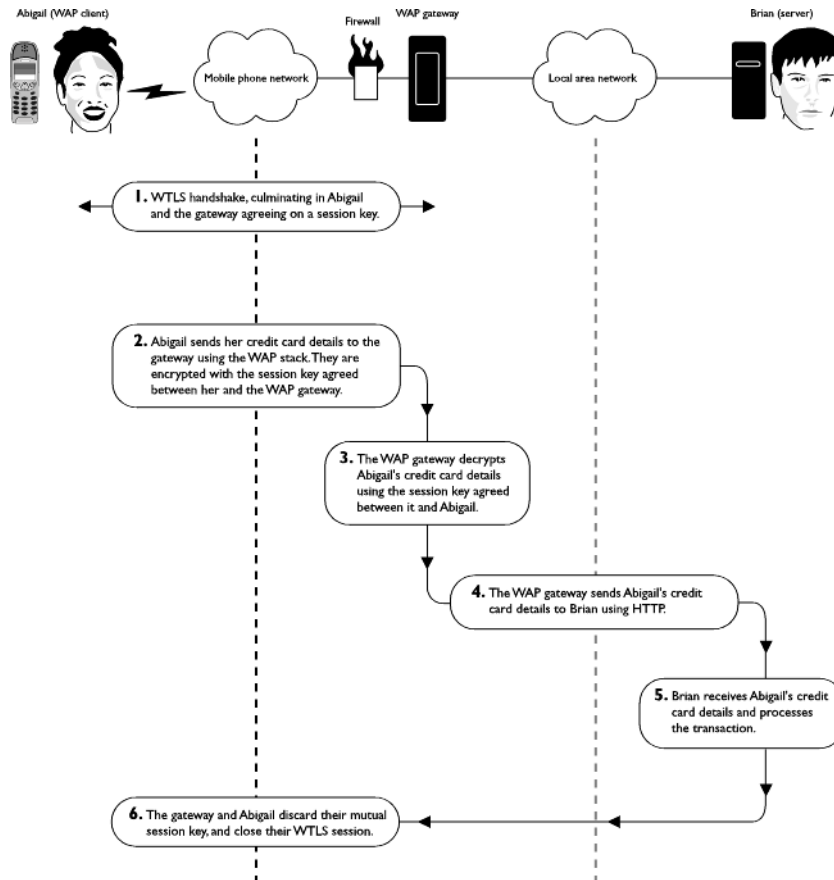 Abigail (WAP client)
Firewall
WAP gateway
Brian (server)
Mobile phone network
Local area network
1. WTLS handshake, culminating in Abigail
and the gateway agreeing on a session key.
2. Abigail sends her credit card details to the
gateway using the WAP stack. They are
encrypted with the session key agreed
between her and the WAP gateway.
3. The WAP gateway decrypts
Abigail's credit card details
using the session key agreed
between it and Abigail.
4. The WAP gateway sends Abigail's credit
card details to Brian using HTTP.
5. Brian receives Abigail's credit
card details and processes
the transaction.
6. The gateway and Abigail discard their mutual
session key, and close their WTLS session.